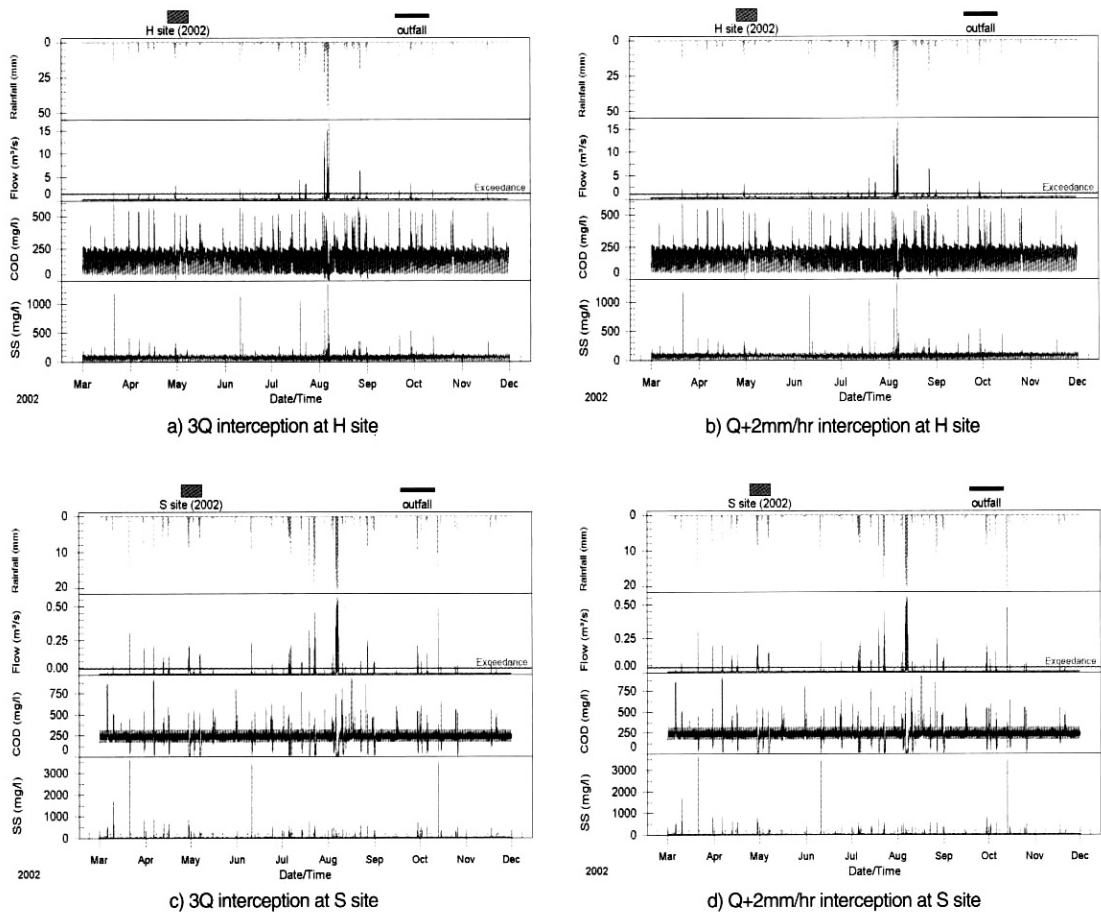 H site (2002) outfall
Rainfall (mm)
0
25
50
Flow (m³/s)
15
10
5
0
Exceedance
COD (mg/l)
500
250
0
SS (mg/l)
1000
500
0
Mar Apr May Jun Jul Aug Sep Oct Nov Dec
2002
Date/Time
a) 3Q interception at H site
H site (2002) outfall
Rainfall (mm)
0
25
50
Flow (m³/s)
15
10
5
0
Exceedance
COD (mg/l)
500
250
0
SS (mg/l)
1000
500
0
Mar Apr May Jun Jul Aug Sep Oct Nov Dec
2002
Date/Time
b) Q+2mm/hr interception at H site
S site (2002) outfall
Rainfall (mm)
0
10
20
Flow (m³/s)
0.50
0.25
0.00
Exceedance
COD (mg/l)
750
500
250
0
SS (mg/l)
3000
2000
1000
0
Mar Apr May Jun Jul Aug Sep Oct Nov Dec
2002
Date/Time
c) 3Q interception at S site
S site (2002) outfall
Rainfall (mm)
0
10
20
Flow (m³/s)
0.50
0.25
0.00
Exceedance
COD (mg/l)
750
500
250
0
SS (mg/l)
3000
2000
1000
0
Mar Apr May Jun Jul Aug Sep Oct Nov Dec
2002
Date/Time
d) Q+2mm/hr interception at S site